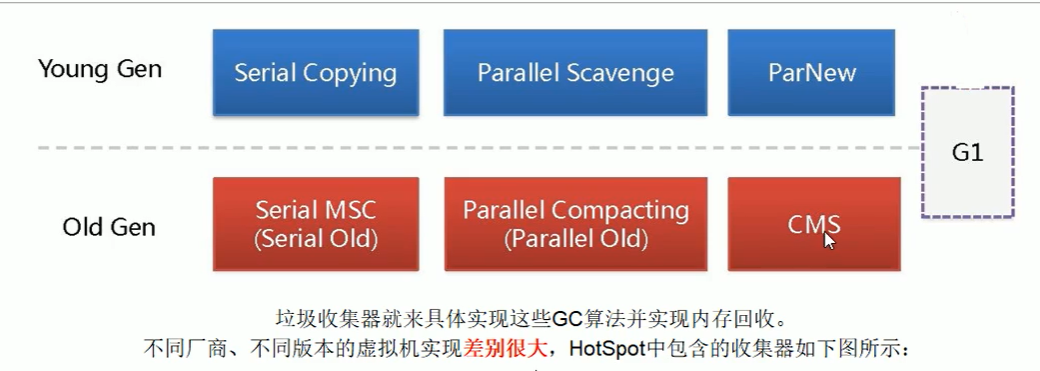 Young Gen
Serial Copying
Parallel Scavenge
ParNew
G1
Old Gen
Serial MSC
(Serial Old)
Parallel Compacting
(Parallel Old)
CMS
垃圾收集器就来具体实现这些GC算法并实现内存回收。
不同厂商、不同版本的虚拟机实现差别很大，HotSpot中包含的收集器如下图所示：